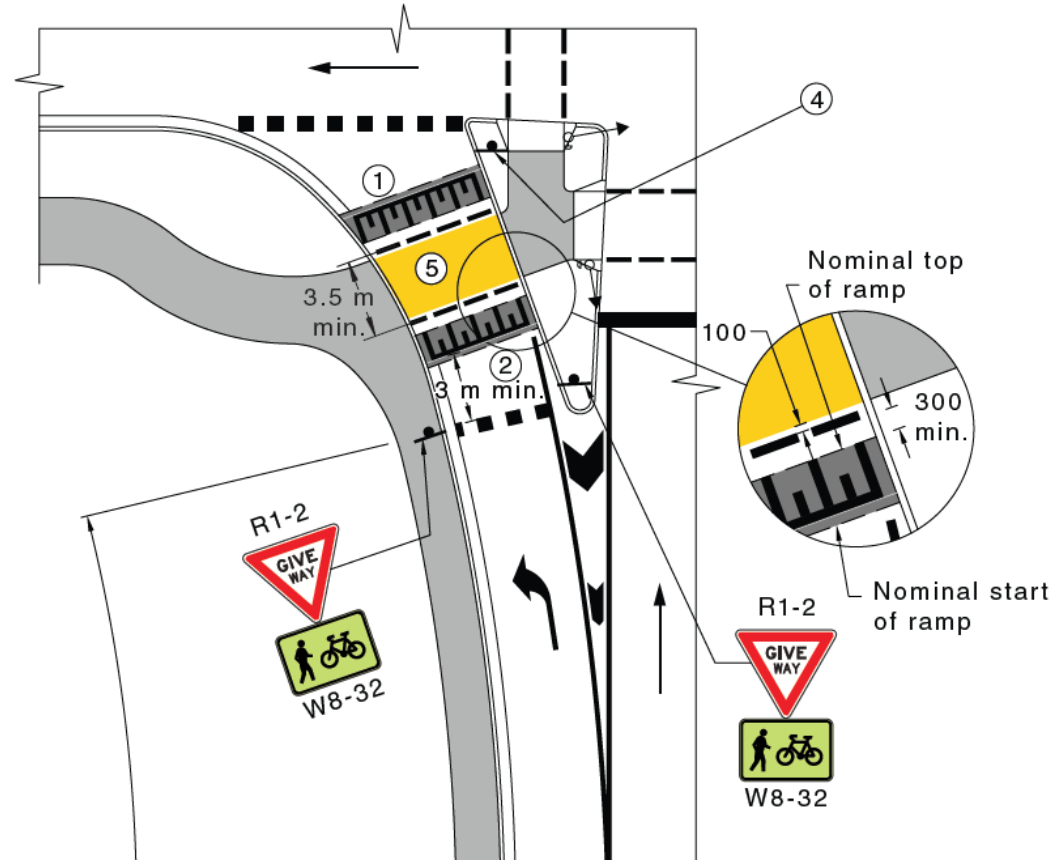 4
1
5
3.5 m
min.
2
3 m min.
Nominal top
of ramp
100
300
min.
Nominal start
of ramp
R1-2
GIVE
WAY
W8-32
R1-2
GIVE
WAY
W8-32